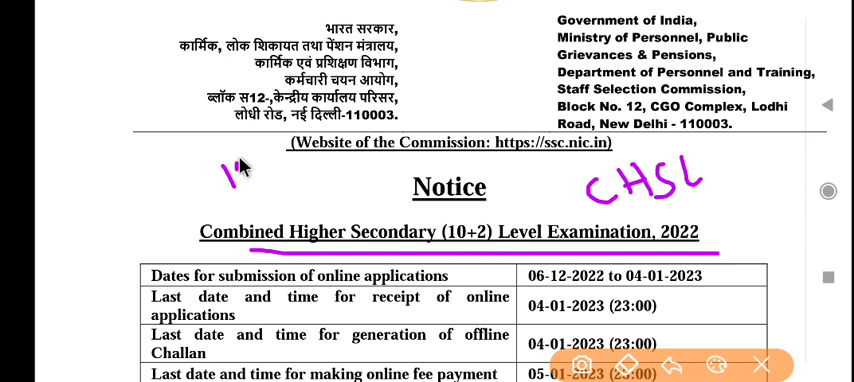 भारत सरकार,
कार्मिक, लोक शिकायत तथा पेंशन मंत्रालय,
कार्मिक एवं प्रशिक्षण विभाग,
कर्मचारी चयन आयोग,
ब्लॉक स12-,केन्द्रीय कार्यालय परिसर,
लोधी रोड, नई दिल्ली-110003.
Government of India,
Ministry of Personnel, Public
Grievances & Pensions,
Department of Personnel and Training,
Staff Selection Commission,
Block No. 12, CGO Complex, Lodhi
Road, New Delhi - 110003.
(Website of the Commission: https://ssc.nic.in)
Notice
CHSL
Combined Higher Secondary (10+2) Level Examination, 2022
Dates for submission of online applications 06-12-2022 to 04-01-2023
Last date and time for receipt of online
applications 04-01-2023 (23:00)
Last date and time for generation of offline
Challan 04-01-2023 (23:00)
Last date and time for making online fee payment 05-01-2023 (23:00)